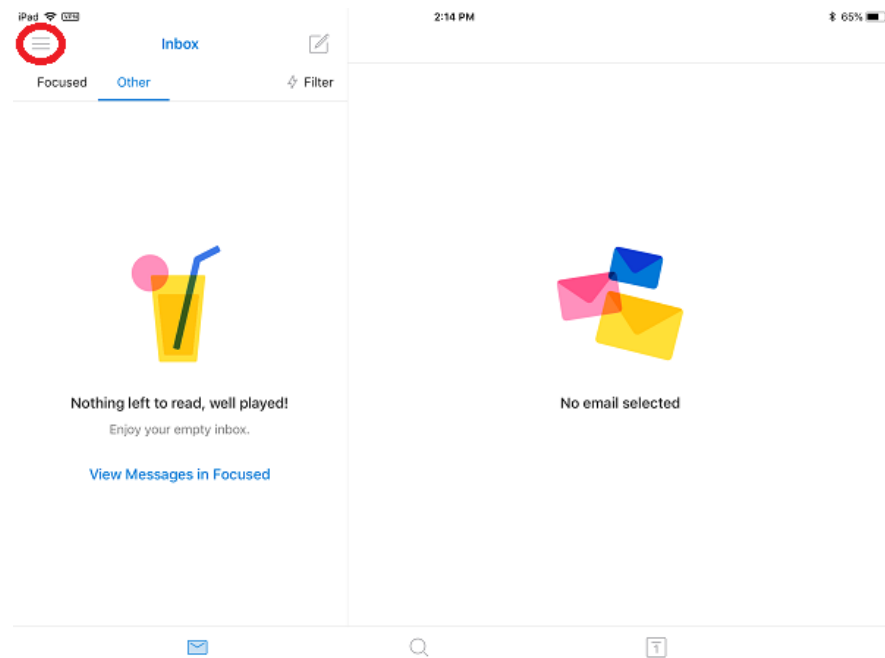 iPad VPN 2:14 PM 65%
Inbox
Focused Other Filter
Nothing left to read, well played!
Enjoy your empty inbox.
View Messages in Focused
No email selected
1